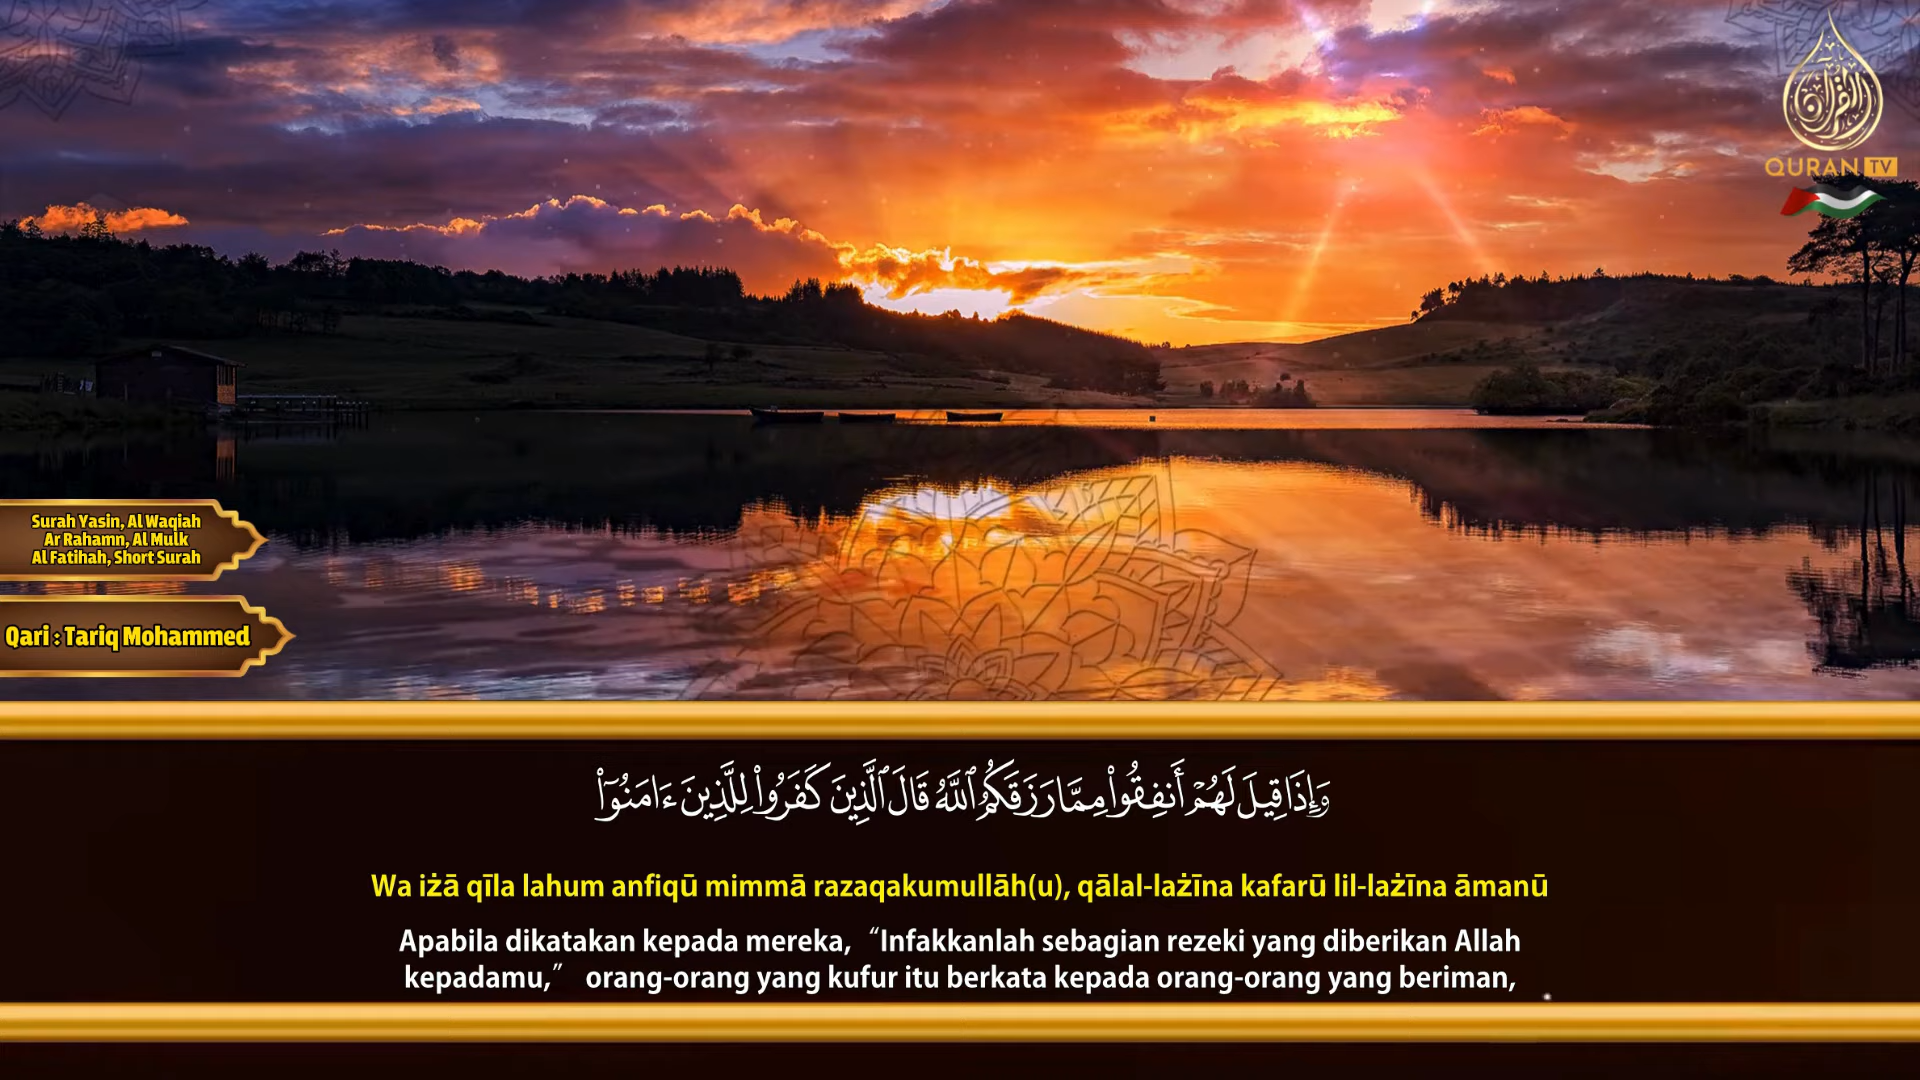 القرآن
QURAN TV
Surah Yasin, Al Waqiah
Ar Rahamn, Al Mulk
Al Fatihah, Short Surah
Qari : Tariq Mohammed
وَإِذَا قِيلَ لَهُمْ أَنفِقُوا۟ مِمَّا رَزَقَكُمُ ٱللَّهُ قَالَ ٱلَّذِينَ كَفَرُوا۟ لِلَّذِينَ ءَامَنُوٓا۟
Wa iżā qīla lahum anfiqū mimmā razaqakumullāh(u), qālal-lażīna kafarū lil-lażīna āmanū
Apabila dikatakan kepada mereka, “Infakkanlah sebagian rezeki yang diberikan Allah
kepadamu,” orang-orang yang kufur itu berkata kepada orang-orang yang beriman,